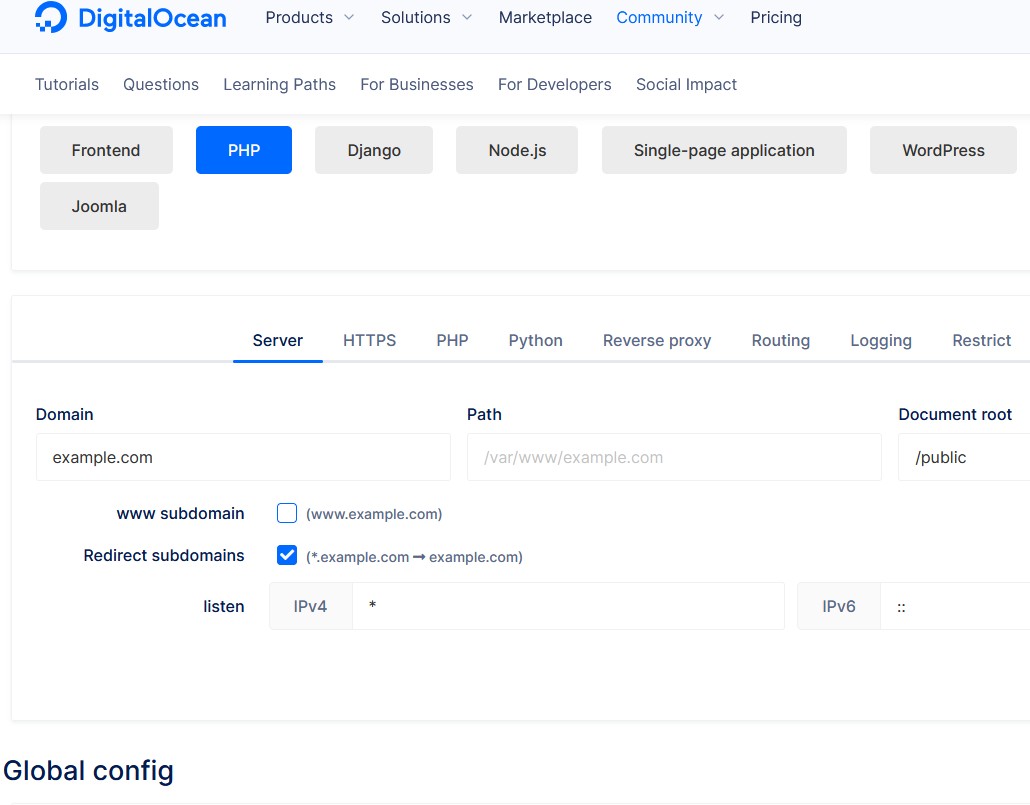 DigitalOcean Products Solutions Marketplace Community Pricing
Tutorials Questions Learning Paths For Businesses For Developers Social Impact
Frontend PHP Django Node.js Single-page application WordPress
Joomla
Server HTTPS PHP Python Reverse proxy Routing Logging Restrict
Domain Path Document root
example.com /var/www/example.com /public
www subdomain (www.example.com)
Redirect subdomains (*.example.com ➞ example.com)
listen IPv4 * IPv6 ::
Global config